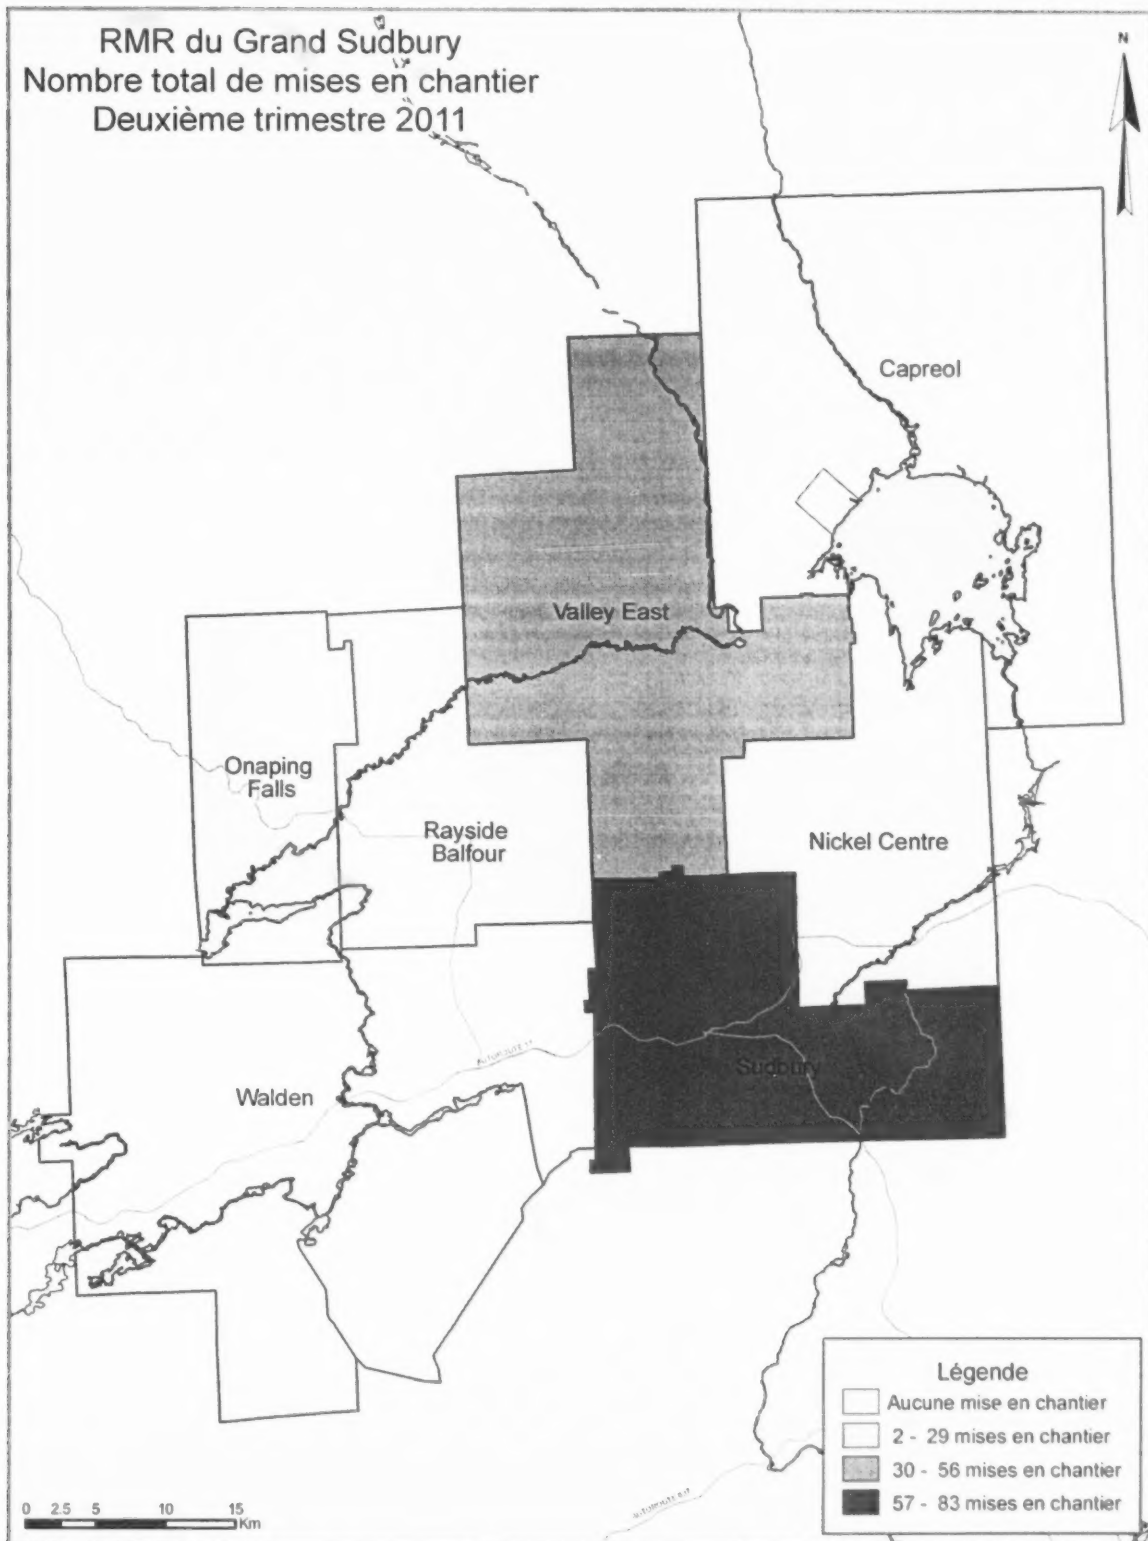 RMR du Grand Sudbury
Nombre total de mises en chantier
Deuxième trimestre 2011
N
Capreol
Valley East
Onaping
Falls
Rayside
Balfour
Nickel Centre
AUTOROUTE 17
Sudbury
Walden
Légende
Aucune mise en chantier
2 - 29 mises en chantier
30 - 56 mises en chantier
57 - 83 mises en chantier
0 2.5 5 10 15
Km